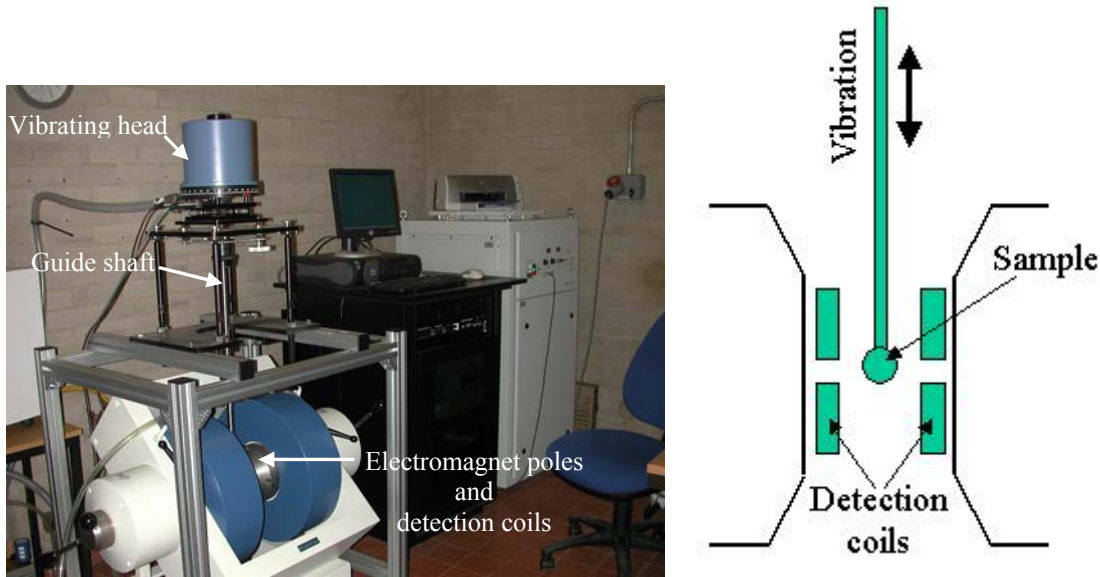 Vibrating head
Guide shaft
Electromagnet poles
and
detection coils
Vibration
Sample
Detection
coils